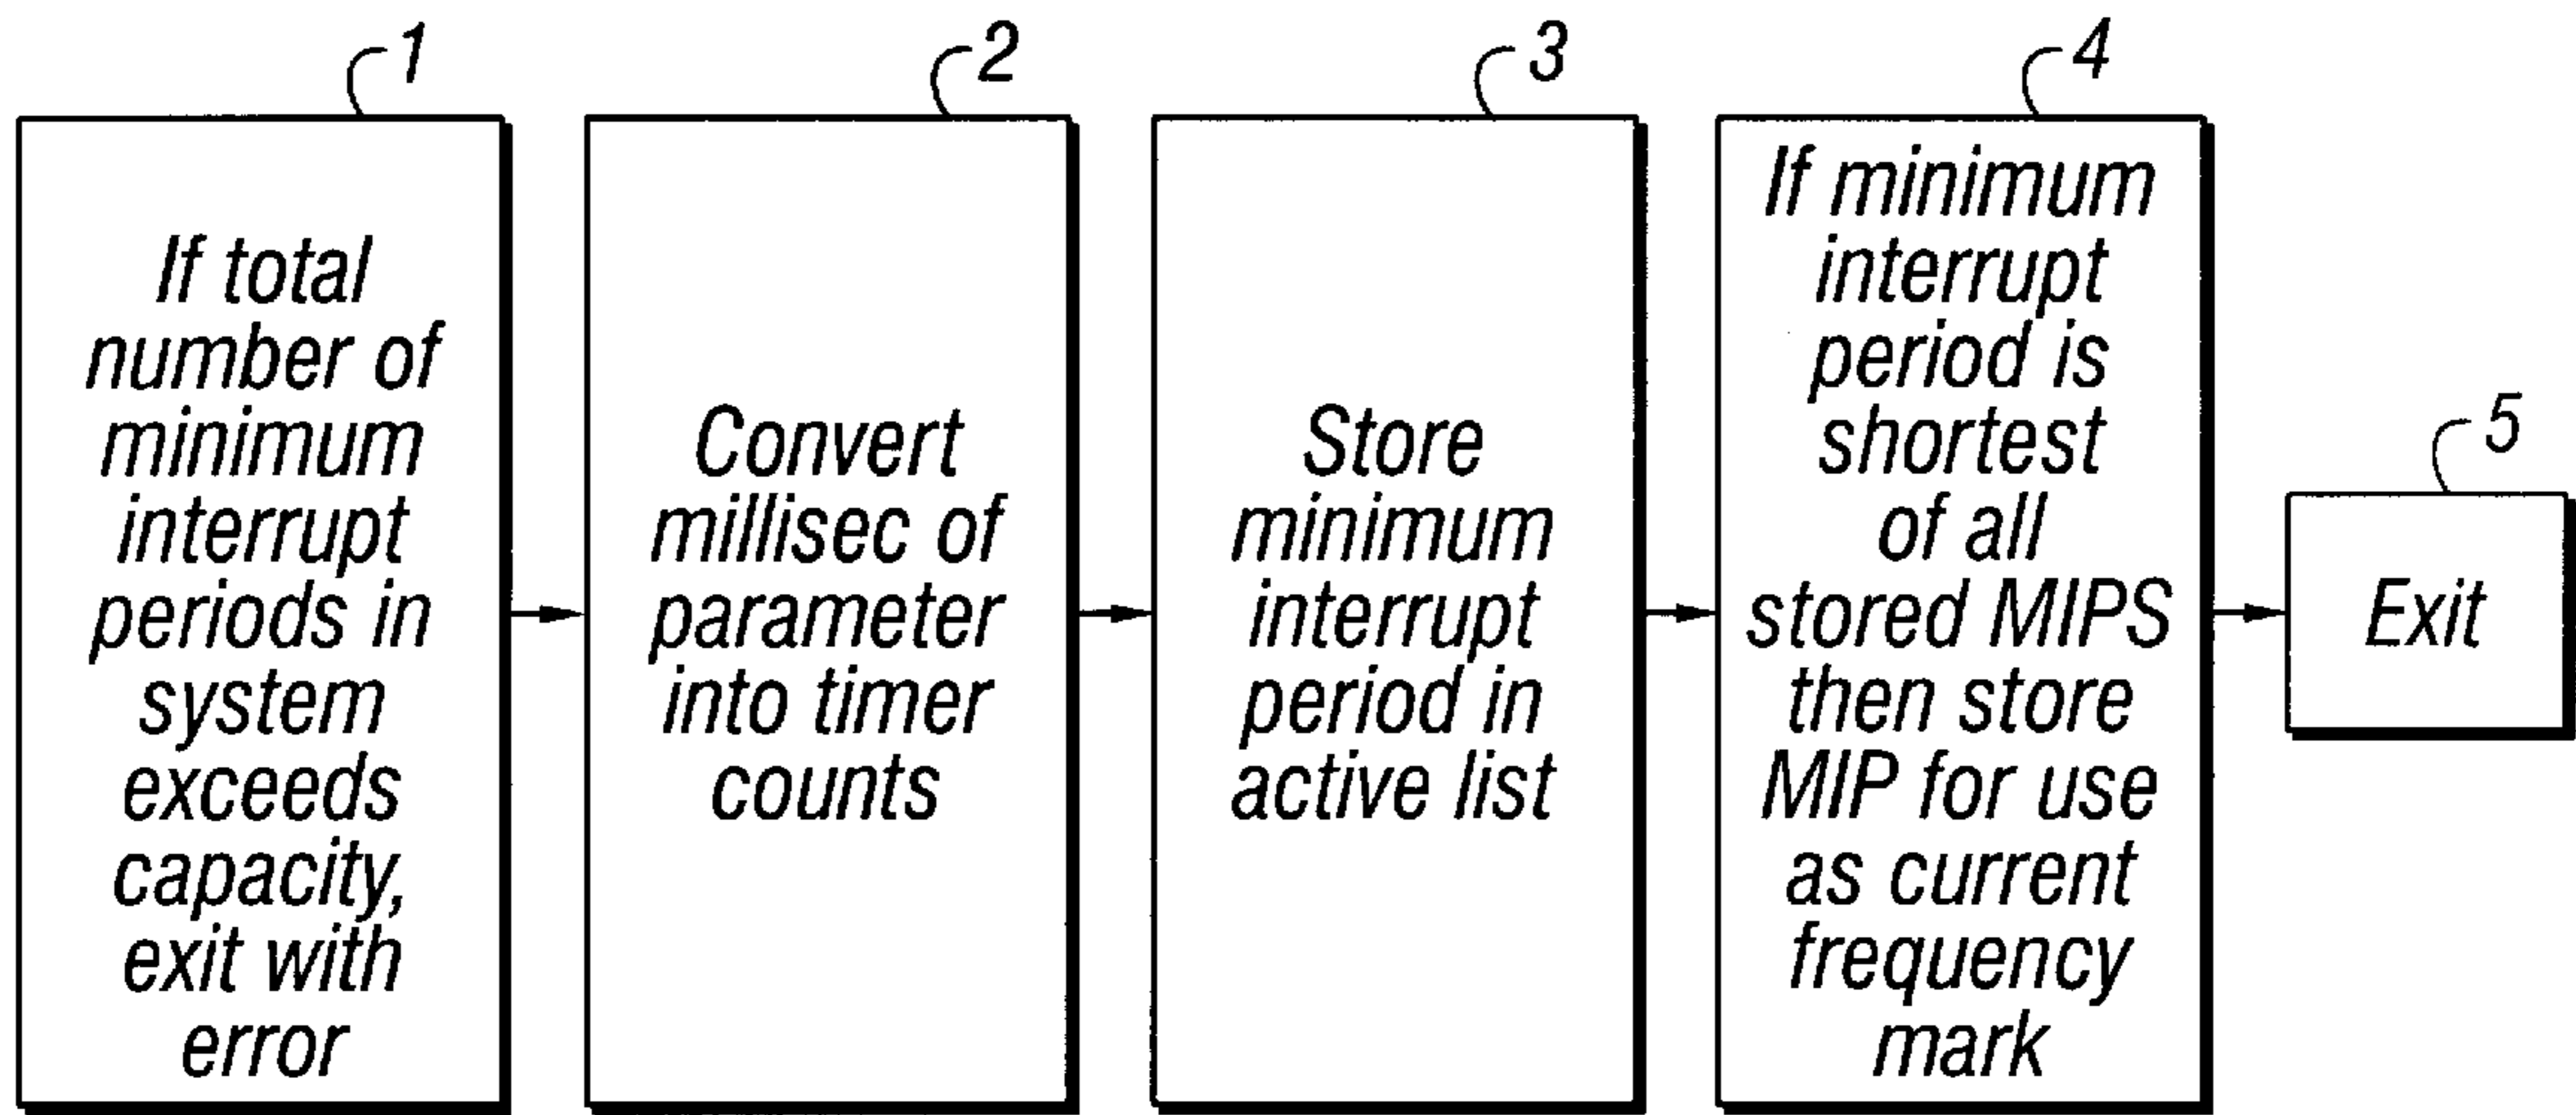 1
If total
number of
minimum
interrupt
periods in
system
exceeds
capacity,
exit with
error
2
Convert
millisec of
parameter
into timer
counts
3
Store
minimum
interrupt
period in
active list
4
If minimum
interrupt
period is
shortest
of all
stored MIPS
then store
MIP for use
as current
frequency
mark
5
Exit